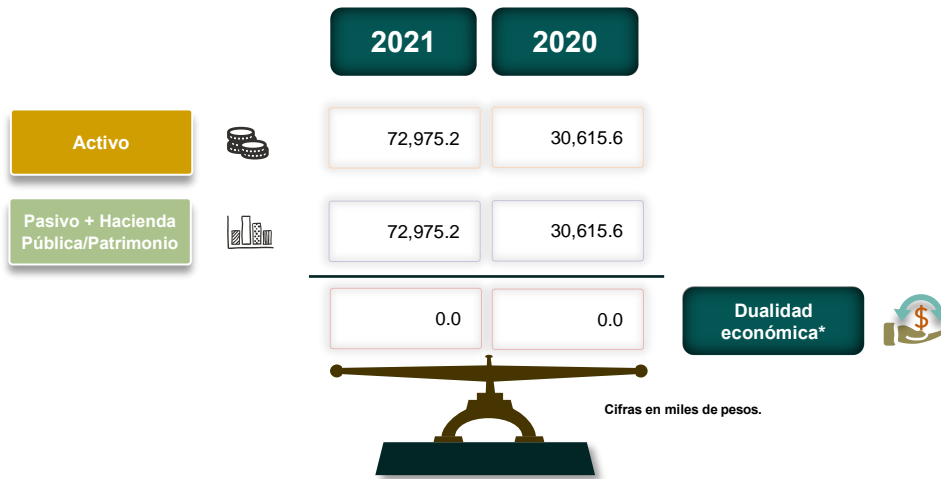 2021 2020
Activo 72,975.2 30,615.6
Pasivo + Hacienda
Pública/Patrimonio 72,975.2 30,615.6
0.0 0.0
Dualidad
económica*
$
Cifras en miles de pesos.